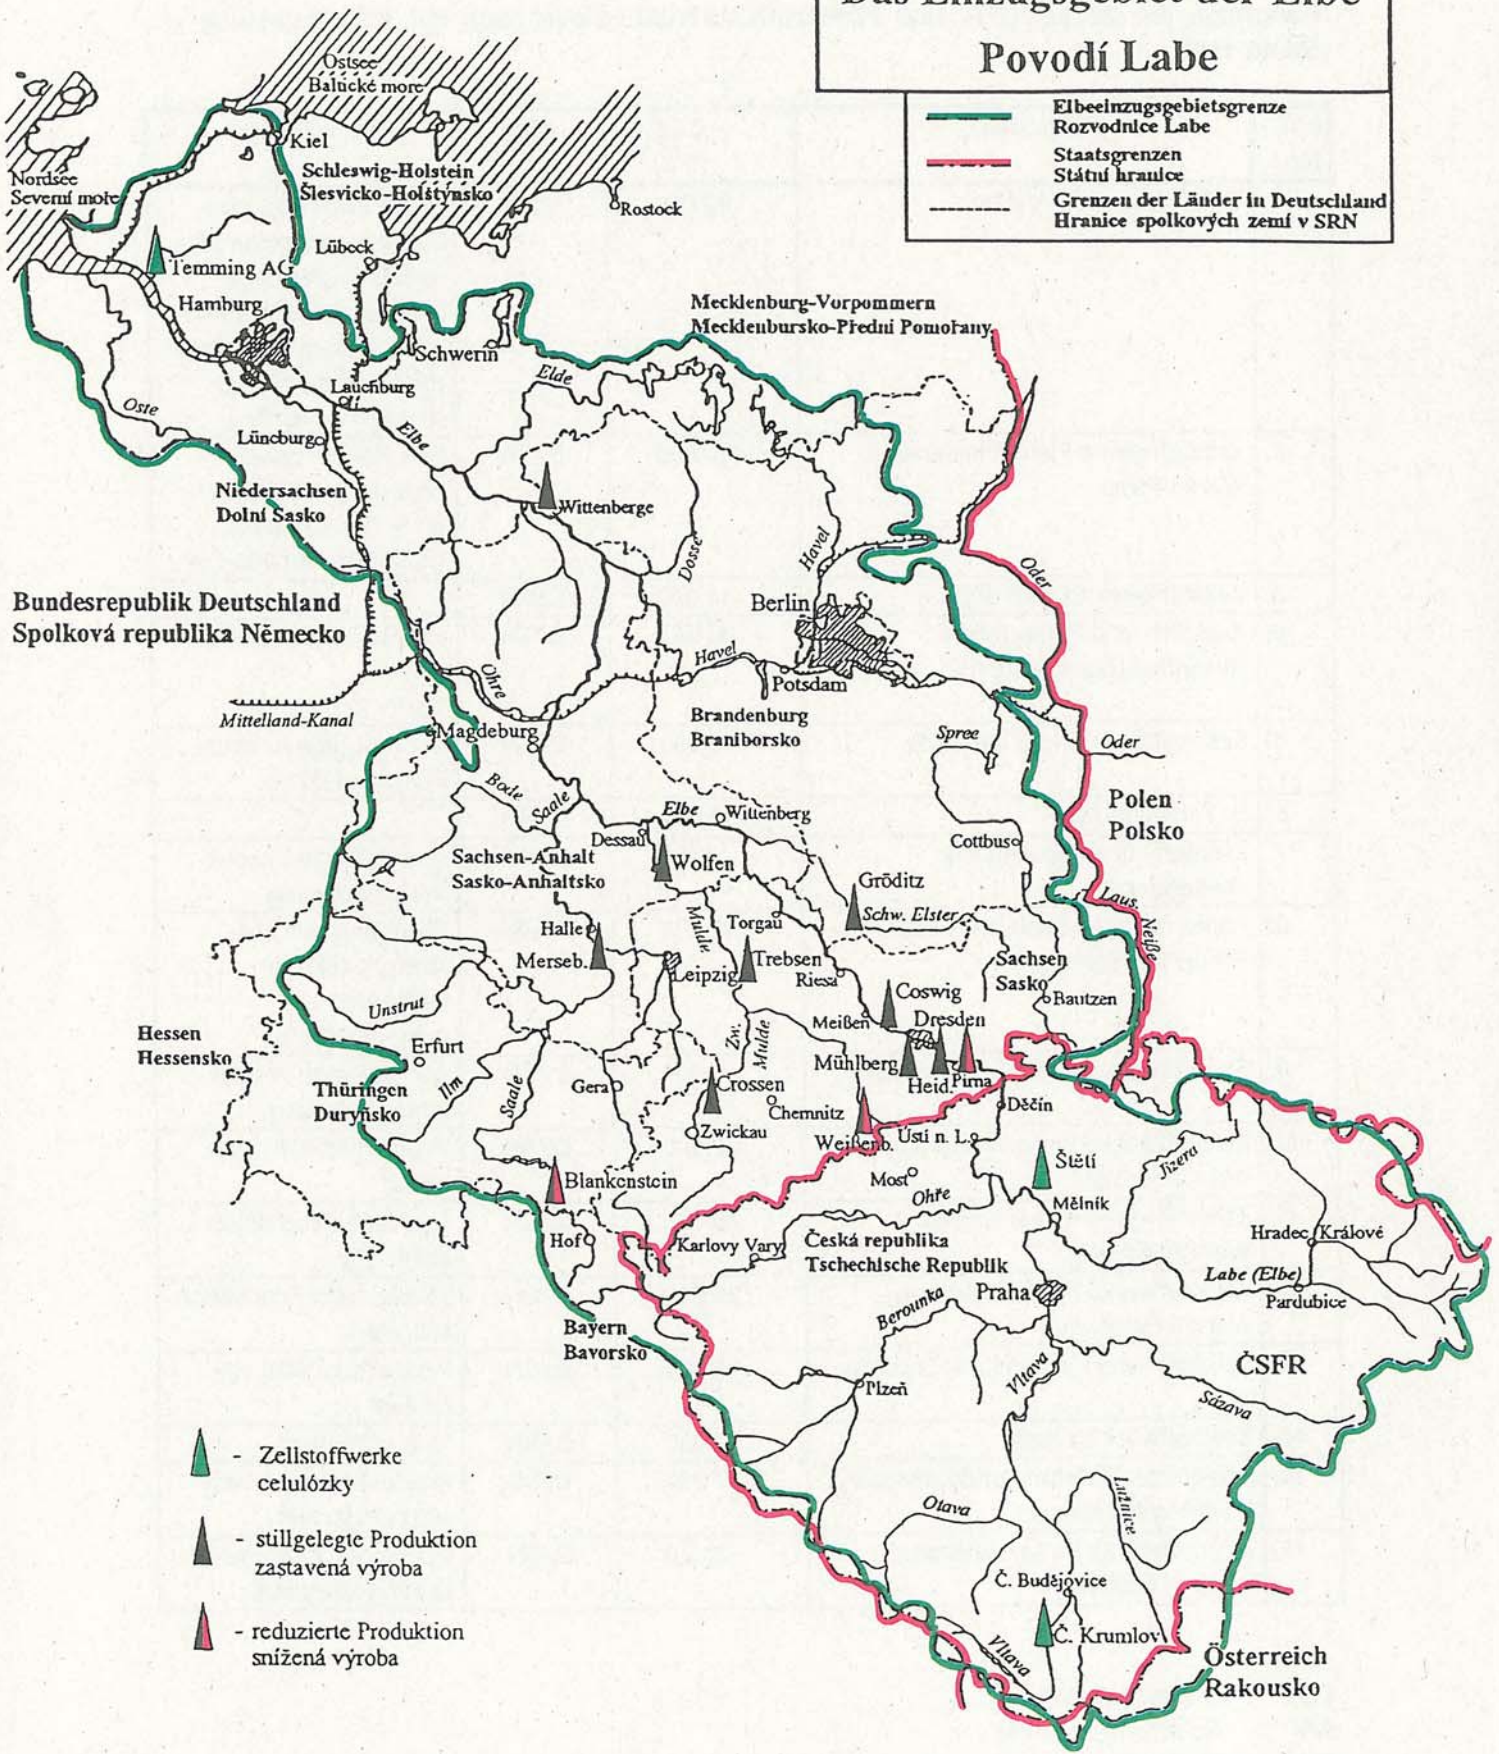 Das Einzugsgebiet der Elbe
Povodí Labe
Elbeeinzugsgebietsgrenze
Rozvodnice Labe
Staatsgrenzen
Státní hranice
Grenzen der Länder in Deutschland
Hranice spolkových zemí v SRN
Ostsee
Baltické more
Kiel
Nordsee
Severní moře
Schleswig-Holstein
Šlesvicko-Holštýnsko
Rostock
Lübeck
Temming AG
Hamburg
Mecklenburg-Vorpommern
Mecklenbursko-Přední Pomořany
Schwerin
Elde
Lauenburg
Oste
Elbe
Lüneburg
Niedersachsen
Dolní Sasko
Wittenberge
Dosse
Havel
Oder
Bundesrepublik Deutschland
Spolková republika Německo
Berlin
Havel
Ohre
Potsdam
Mittelland-Kanal
Magdeburg
Brandenburg
Braniborsko
Spree
Oder
Bode
Saale
Elbe
Wittenberg
Polen
Polsko
Dessau
Cottbus
Sachsen-Anhalt
Sasko-Anhaltsko
Wolfen
Gröditz
Laus. Neiße
Mulde
Torgau
Schw. Elster
Halle
Merseb.
Leipzig
Trebsen
Riesa
Sachsen
Sasko
Unstrut
Coswig
Bautzen
Hessen
Hessensko
Meißen
Dresden
Zw. Mulde
Erfurt
Mühlberg
Heid.
Pirna
Thüringen
Duryňsko
Ilm
Saale
Gera
Crossen
Chemnitz
Děčín
Zwickau
Weißenb.
Ústí n. L.
Štětí
Jizera
Blankenstein
Most
Ohře
Mělník
Hof
Karlovy Vary
Česká republika
Tschechische Republik
Hradec Králové
Labe (Elbe)
Praha
Pardubice
Berounka
Bayern
Bavorsko
ČSFR
Vltava
Plzeň
Sázava
- Zellstoffwerke
celulózky
Otava
Lužnice
- stillgelegte Produktion
zastavená výroba
Č. Budějovice
- reduzierte Produktion
snížená výroba
Č. Krumlov
Vltava
Österreich
Rakousko